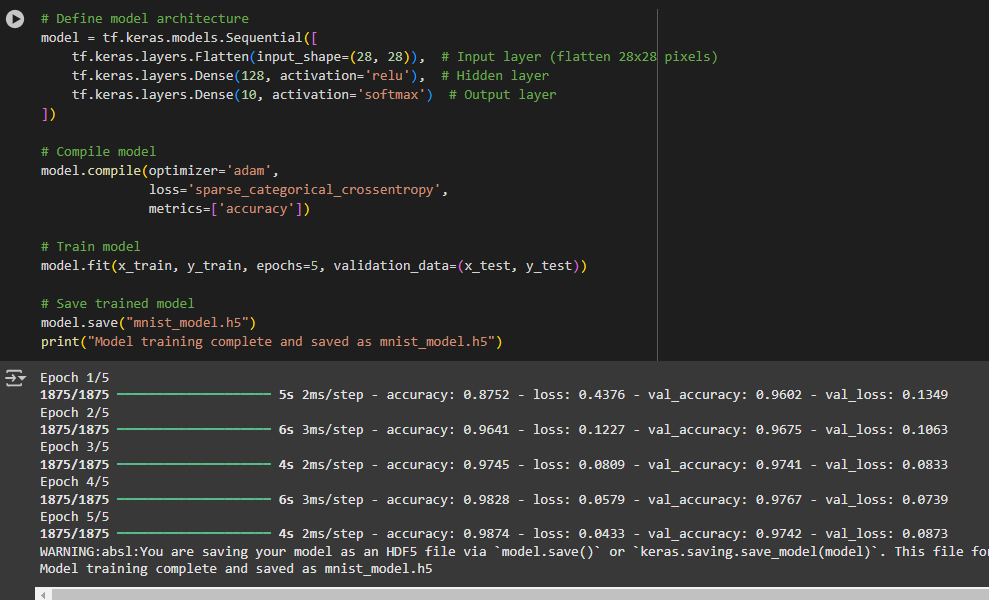 # Define model architecture
model = tf.keras.models.Sequential([
    tf.keras.layers.Flatten(input_shape=(28, 28)),  # Input layer (flatten 28x28 pixels)
    tf.keras.layers.Dense(128, activation='relu'),  # Hidden layer
    tf.keras.layers.Dense(10, activation='softmax')  # Output layer
])
# Compile model
model.compile(optimizer='adam',
              loss='sparse_categorical_crossentropy',
              metrics=['accuracy'])
# Train model
model.fit(x_train, y_train, epochs=5, validation_data=(x_test, y_test))
# Save trained model
model.save("mnist_model.h5")
print("Model training complete and saved as mnist_model.h5")
Epoch 1/5
1875/1875 5s 2ms/step - accuracy: 0.8752 - loss: 0.4376 - val_accuracy: 0.9602 - val_loss: 0.1349
Epoch 2/5
1875/1875 6s 3ms/step - accuracy: 0.9641 - loss: 0.1227 - val_accuracy: 0.9675 - val_loss: 0.1063
Epoch 3/5
1875/1875 4s 2ms/step - accuracy: 0.9745 - loss: 0.0809 - val_accuracy: 0.9741 - val_loss: 0.0833
Epoch 4/5
1875/1875 6s 3ms/step - accuracy: 0.9828 - loss: 0.0579 - val_accuracy: 0.9767 - val_loss: 0.0739
Epoch 5/5
1875/1875 4s 2ms/step - accuracy: 0.9874 - loss: 0.0433 - val_accuracy: 0.9742 - val_loss: 0.0873
WARNING:absl:You are saving your model as an HDF5 file via `model.save()` or `keras.saving.save_model(model)`. This file
Model training complete and saved as mnist_model.h5